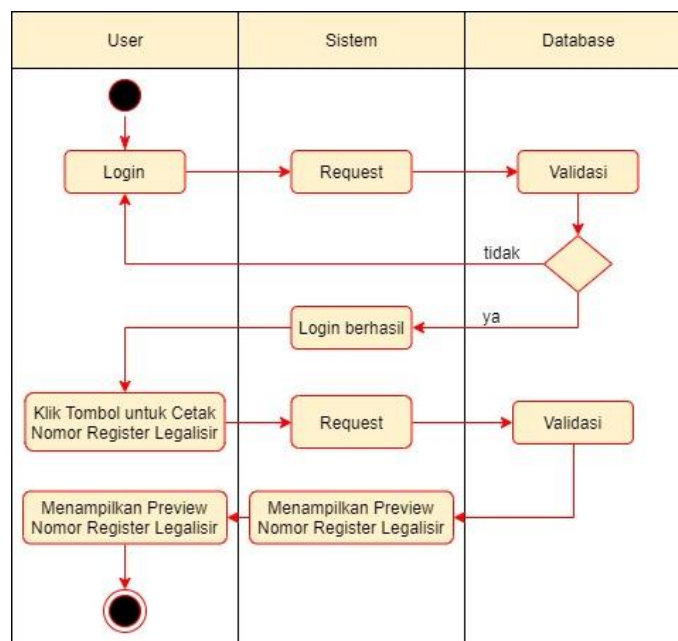 User
Sistem
Database
Login
Request
Validasi
tidak
Login berhasil
ya
Klik Tombol untuk Cetak
Nomor Register Legalisir
Request
Validasi
Menampilkan Preview
Nomor Register Legalisir
Menampilkan Preview
Nomor Register Legalisir